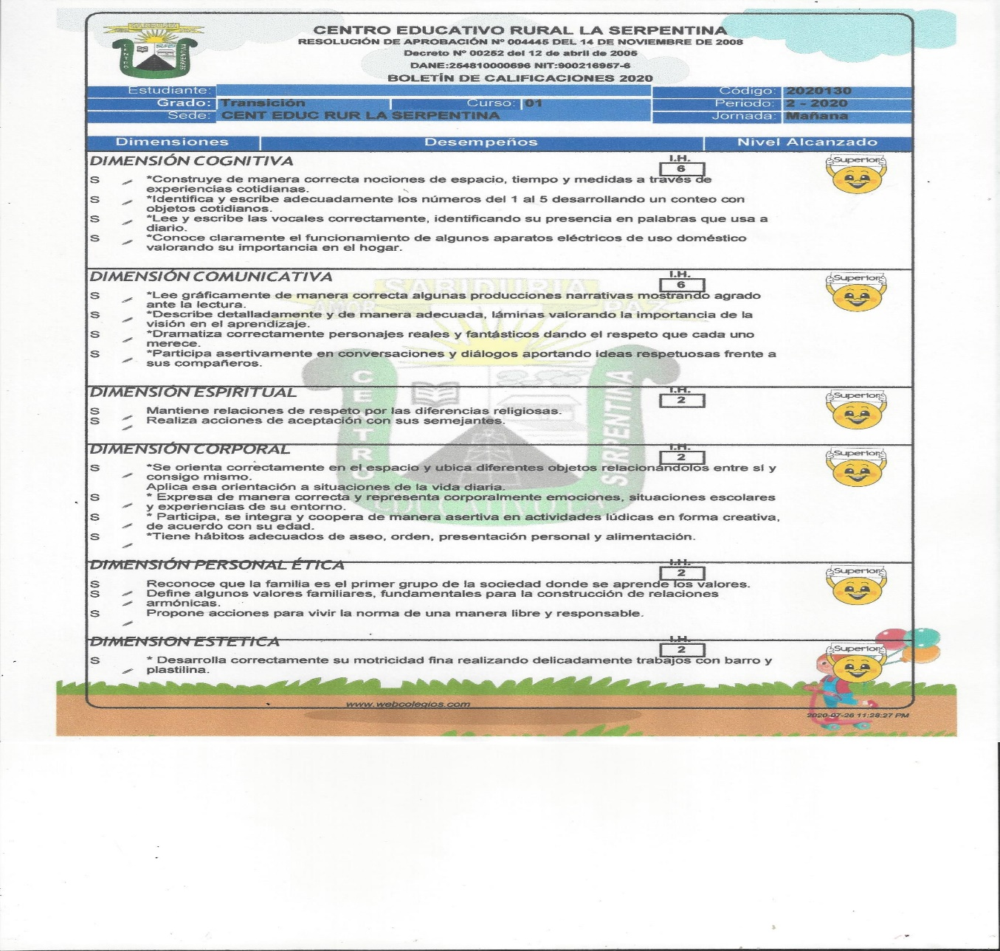 SABIDURIA
CENTRO
SERPENTINA
CENTRO EDUCATIVO RURAL LA SERPENTINA
RESOLUCIÓN DE APROBACIÓN Nº 004445 DEL 14 DE NOVIEMBRE DE 2008
Decreto Nº 00252 del 12 de abril de 2005
DANE:254810000696 NIT:900216957-6
BOLETÍN DE CALIFICACIONES 2020
Estudiante: Código: 2020130
Grado: Transición Curso: 01 Periodo: 2 - 2020
Sede: CENT EDUC RUR LA SERPENTINA Jornada: Mañana
Dimensiones Desempeños Nivel Alcanzado
DIMENSIÓN COGNITIVA I.H. 6 Superior
S *Construye de manera correcta nociones de espacio, tiempo y medidas a través de
experiencias cotidianas.
S *Identifica y escribe adecuadamente los números del 1 al 5 desarrollando un conteo con
objetos cotidianos.
S *Lee y escribe las vocales correctamente, identificando su presencia en palabras que usa a
diario.
S *Conoce claramente el funcionamiento de algunos aparatos eléctricos de uso doméstico
valorando su importancia en el hogar.
DIMENSIÓN COMUNICATIVA I.H. 6 Superior
SABIDURIA
AMOR PAZ
S *Lee gráficamente de manera correcta algunas producciones narrativas mostrando agrado
ante la lectura.
S *Describe detalladamente y de manera adecuada, láminas valorando la importancia de la
visión en el aprendizaje.
S *Dramatiza correctamente personajes reales y fantásticos dando el respeto que cada uno
merece.
S *Participa asertivamente en conversaciones y diálogos aportando ideas respetuosas frente a
sus compañeros.
CENTRO
SERPENTINA
EDUCATIVO LA
DIMENSIÓN ESPIRITUAL I.H. 2 Superior
S Mantiene relaciones de respeto por las diferencias religiosas.
S Realiza acciones de aceptación con sus semejantes.
DIMENSIÓN CORPORAL I.H. 2 Superior
S *Se orienta correctamente en el espacio y ubica diferentes objetos relacionándolos entre sí y
consigo mismo.
Aplica esa orientación a situaciones de la vida diaria.
S * Expresa de manera correcta y representa corporalmente emociones, situaciones escolares
y experiencias de su entorno.
S * Participa, se integra y coopera de manera asertiva en actividades lúdicas en forma creativa,
de acuerdo con su edad.
S *Tiene hábitos adecuados de aseo, orden, presentación personal y alimentación.
DIMENSIÓN PERSONAL ÉTICA I.H. 2 Superior
S Reconoce que la familia es el primer grupo de la sociedad donde se aprende los valores.
S Define algunos valores familiares, fundamentales para la construcción de relaciones
armónicas.
S Propone acciones para vivir la norma de una manera libre y responsable.
DIMENSION ESTETICA I.H. 2 Superior
S * Desarrolla correctamente su motricidad fina realizando delicadamente trabajos con barro y
plastilina.
www.webcolegios.com
2020-07-26 11:28:27 PM